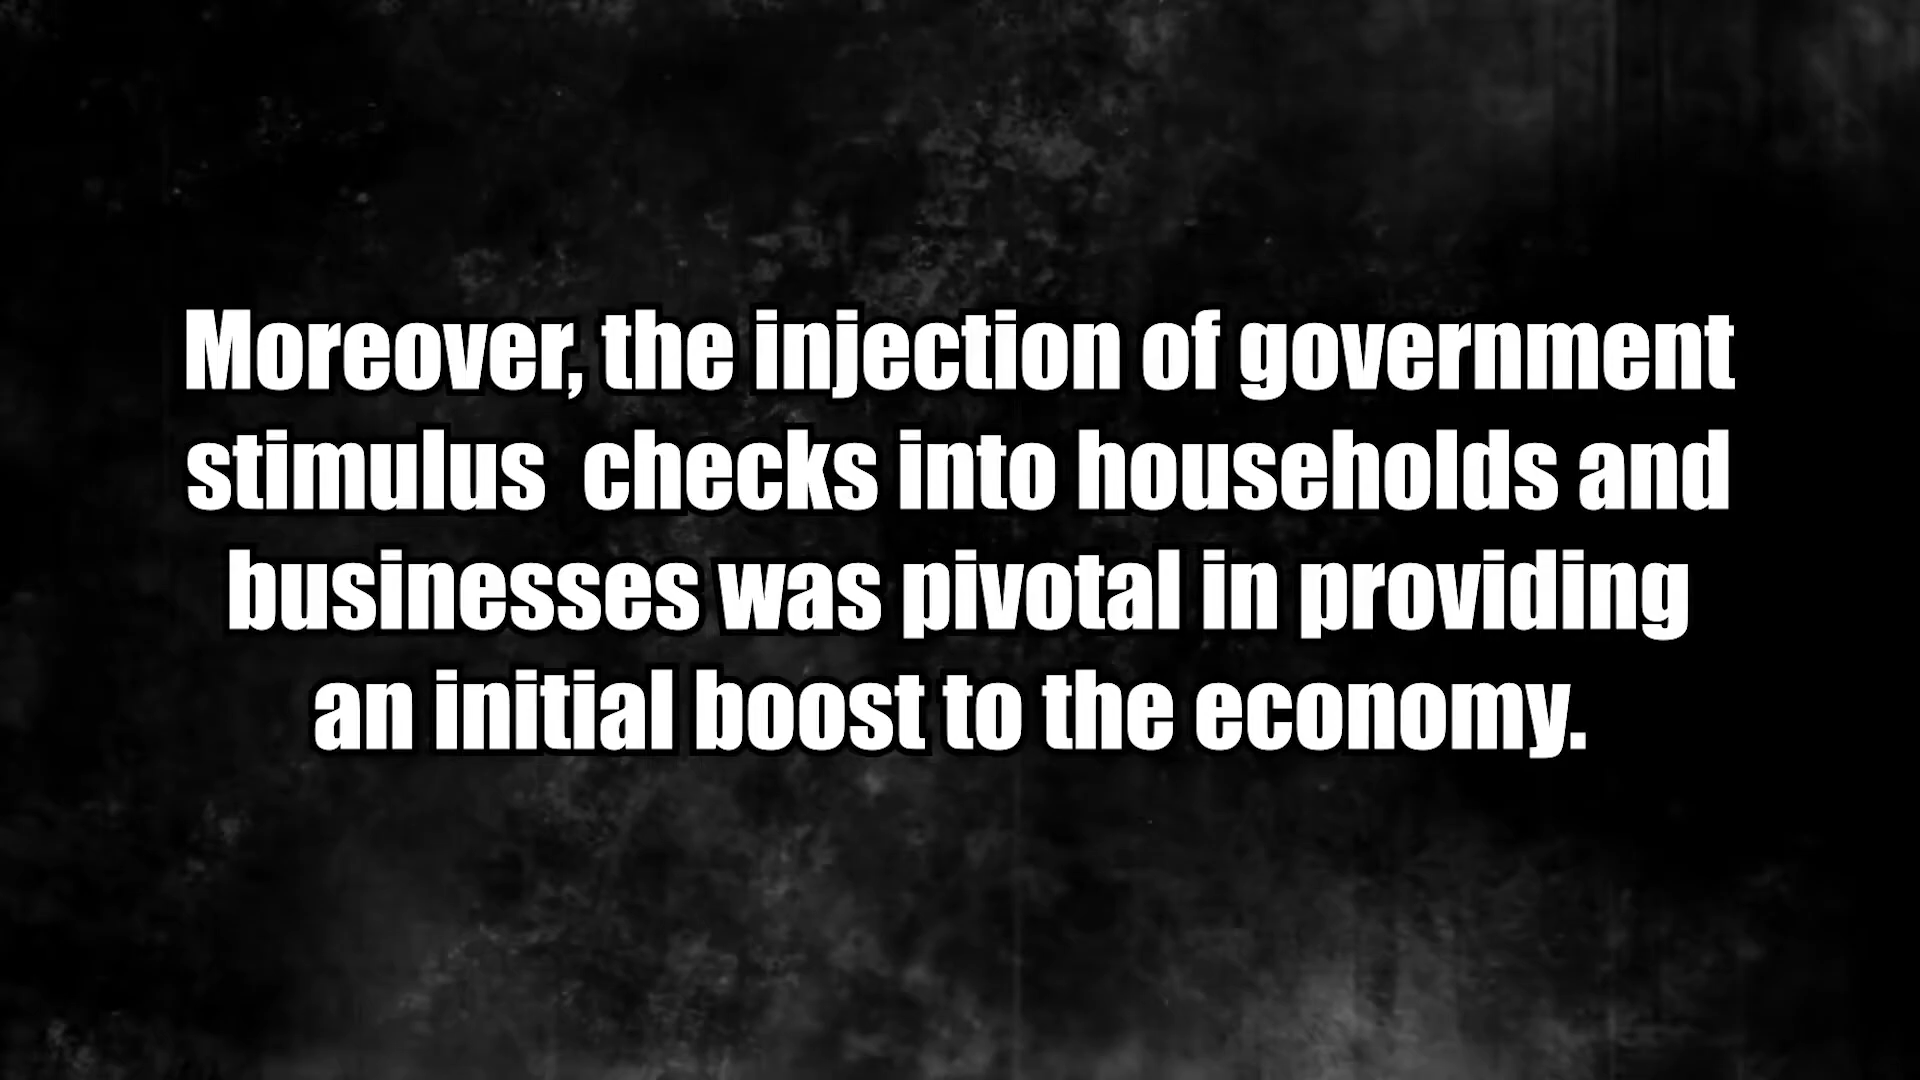 Moreover, the injection of government
stimulus  checks into households and
businesses was pivotal in providing
an initial boost to the economy.